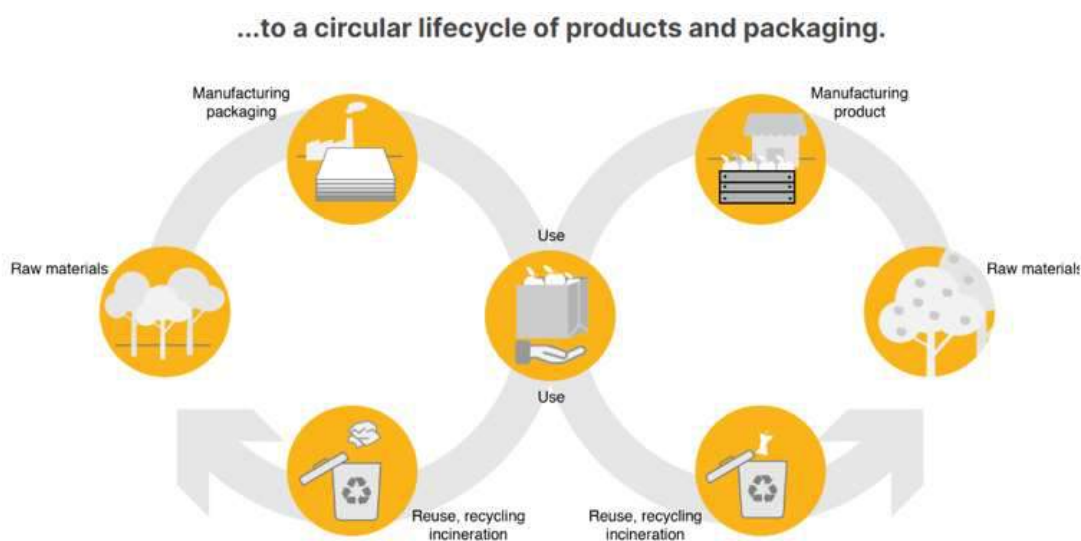 ...to a circular lifecycle of products and packaging.
Manufacturing
packaging
Manufacturing
product
Use
Raw materials
Raw materials
Use
Reuse, recycling
incineration
Reuse, recycling
incineration